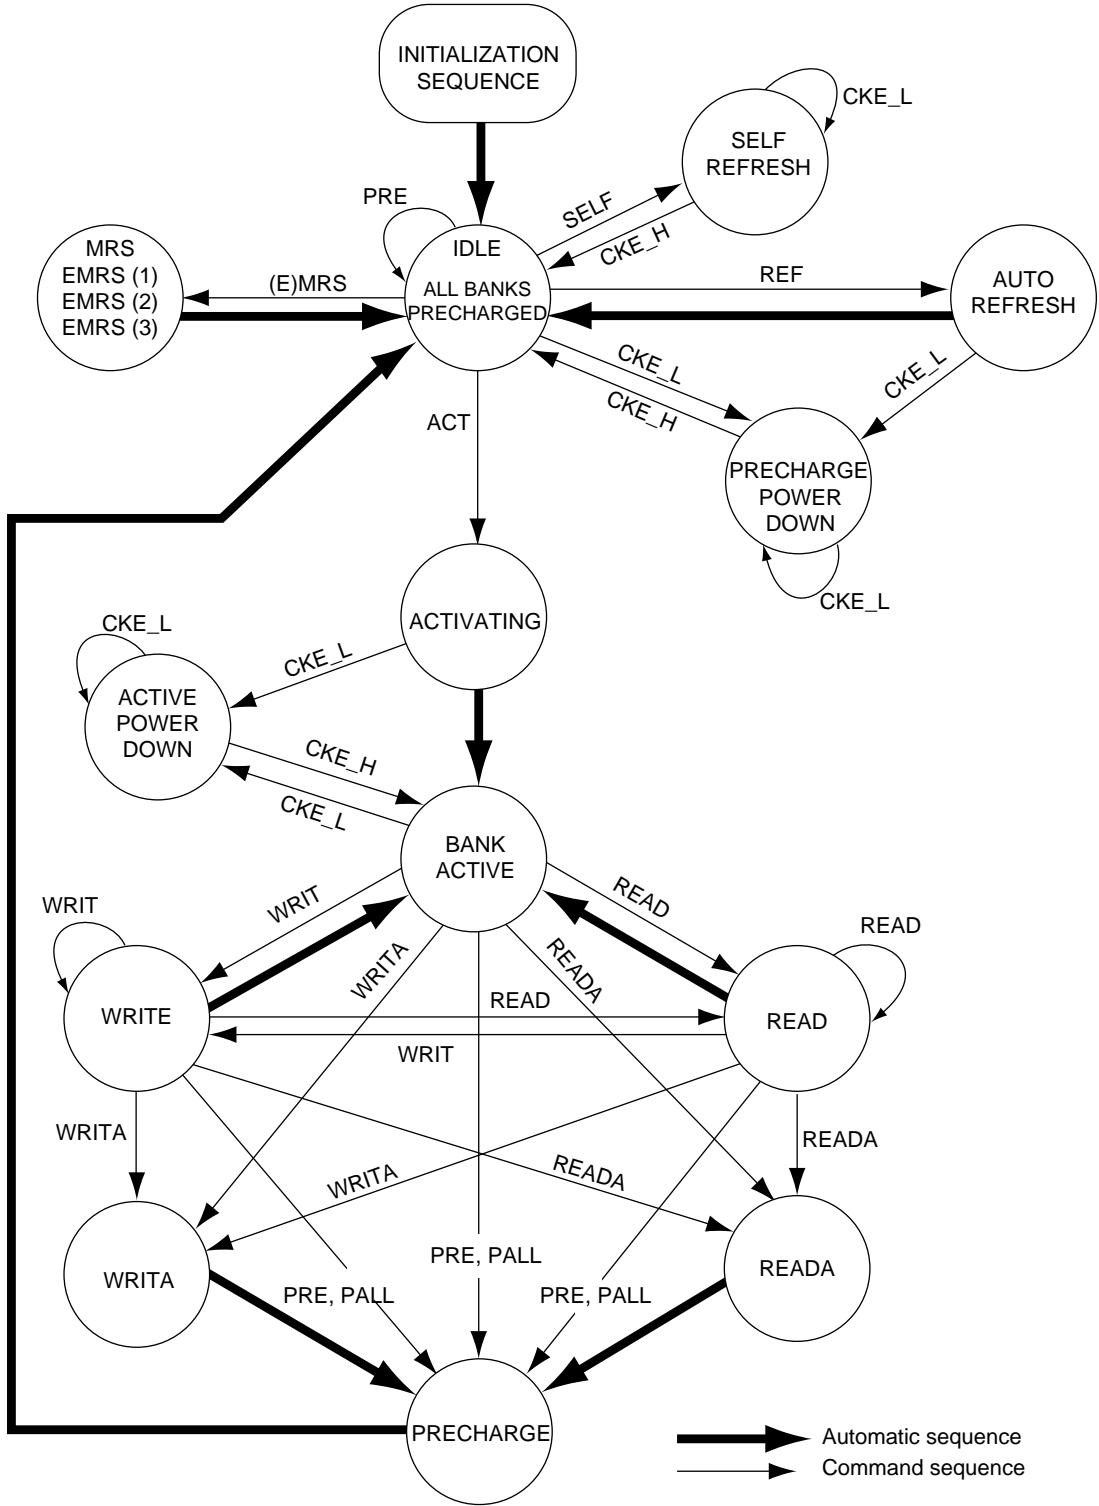 INITIALIZATION
SEQUENCE
CKE_L
SELF
REFRESH
PRE
SELF
CKE_H
MRS
EMRS (1)
EMRS (2)
EMRS (3)
(E)MRS
IDLE
ALL BANKS
PRECHARGED
REF
AUTO
REFRESH
CKE_L
CKE_H
CKE_L
ACT
PRECHARGE
POWER
DOWN
CKE_L
ACTIVATING
CKE_L
CKE_L
ACTIVE
POWER
DOWN
CKE_H
CKE_L
BANK
ACTIVE
WRIT
READ
WRIT
WRITA
READA
READ
WRITE
READ
READ
WRIT
WRITA
READA
WRITA
READA
WRITA
PRE, PALL
PRE, PALL
PRE, PALL
READA
PRECHARGE
Automatic sequence
Command sequence